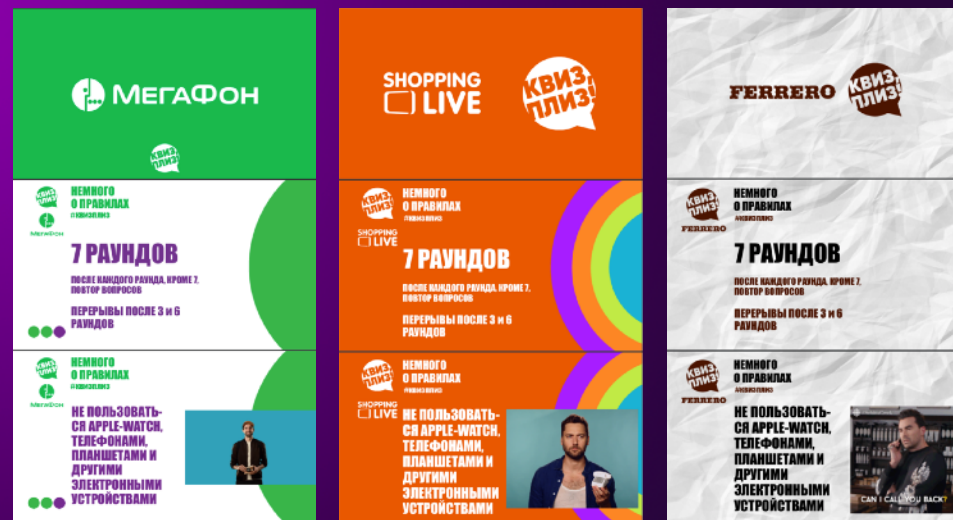 МЕГАФОН
КВИЗ,
ПЛИЗ!
НЕМНОГО
О ПРАВИЛАХ
#КВИЗПЛИЗ
КВИЗ,
ПЛИЗ!
МЕГАФОН
7 РАУНДОВ
ПОСЛЕ КАЖДОГО РАУНДА, КРОМЕ 7,
ПОВТОР ВОПРОСОВ
ПЕРЕРЫВЫ ПОСЛЕ 3 и 6
РАУНДОВ
НЕМНОГО
О ПРАВИЛАХ
#КВИЗПЛИЗ
КВИЗ,
ПЛИЗ!
МЕГАФОН
НЕ ПОЛЬЗОВАТЬ-
СЯ APPLE-WATCH,
ТЕЛЕФОНАМИ,
ПЛАНШЕТАМИ И
ДРУГИМИ
ЭЛЕКТРОННЫМИ
УСТРОЙСТВАМИ
SHOPPING
LIVE
КВИЗ,
ПЛИЗ!
КВИЗ,
ПЛИЗ!
НЕМНОГО
О ПРАВИЛАХ
#КВИЗПЛИЗ
SHOPPING
LIVE
7 РАУНДОВ
ПОСЛЕ КАЖДОГО РАУНДА, КРОМЕ 7,
ПОВТОР ВОПРОСОВ
ПЕРЕРЫВЫ ПОСЛЕ 3 и 6
РАУНДОВ
КВИЗ,
ПЛИЗ!
НЕМНОГО
О ПРАВИЛАХ
#КВИЗПЛИЗ
SHOPPING
LIVE
НЕ ПОЛЬЗОВАТЬ-
СЯ APPLE-WATCH,
ТЕЛЕФОНАМИ,
ПЛАНШЕТАМИ И
ДРУГИМИ
ЭЛЕКТРОННЫМИ
УСТРОЙСТВАМИ
FERRERO
КВИЗ,
ПЛИЗ!
КВИЗ,
ПЛИЗ!
FERRERO
НЕМНОГО
О ПРАВИЛАХ
#КВИЗПЛИЗ
7 РАУНДОВ
ПОСЛЕ КАЖДОГО РАУНДА, КРОМЕ 7,
ПОВТОР ВОПРОСОВ
ПЕРЕРЫВЫ ПОСЛЕ 3 и 6
РАУНДОВ
КВИЗ,
ПЛИЗ!
FERRERO
НЕМНОГО
О ПРАВИЛАХ
#КВИЗПЛИЗ
НЕ ПОЛЬЗОВАТЬ-
СЯ APPLE-WATCH,
ТЕЛЕФОНАМИ,
ПЛАНШЕТАМИ И
ДРУГИМИ
ЭЛЕКТРОННЫМИ
УСТРОЙСТВАМИ
CAN I CALL YOU BACK?